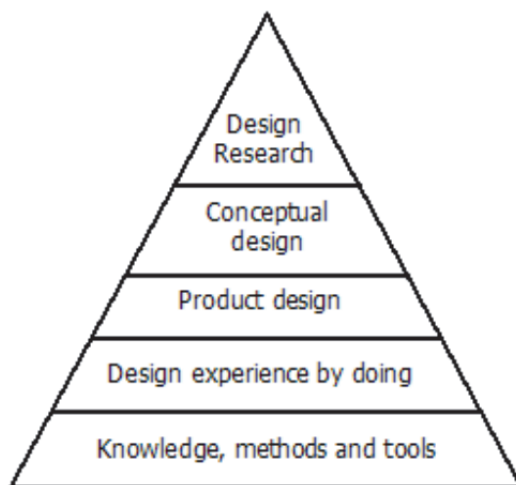 Design
Research
Conceptual
design
Product design
Design experience by doing
Knowledge, methods and tools